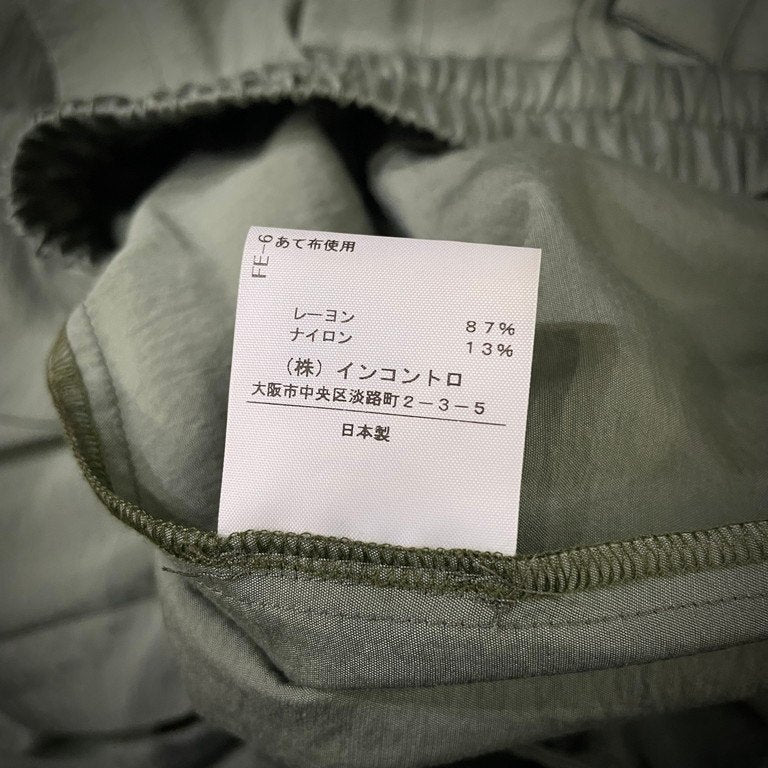 FE-6
あて布使用
レーヨン 87%
ナイロン 13%
(株)インコントロ
大阪市中央区淡路町2-3-5
日本製